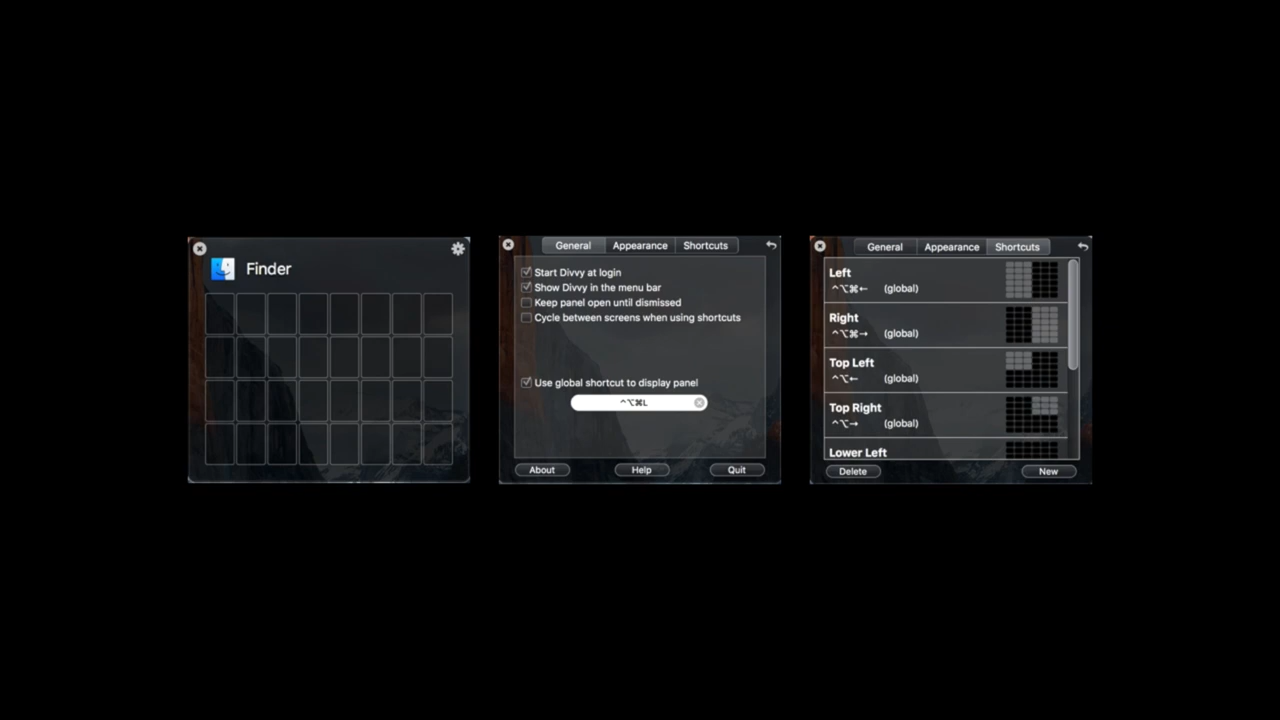 Finder
General Appearance Shortcuts
Start Divvy at login
Show Divvy in the menu bar
Keep panel open until dismissed
Cycle between screens when using shortcuts
Use global shortcut to display panel
^⌥⌘L
About Help Quit
General Appearance Shortcuts
Left
^⌥⌘← (global)
Right
^⌥⌘→ (global)
Top Left
^⌥← (global)
Top Right
^⌥→ (global)
Lower Left
Delete New